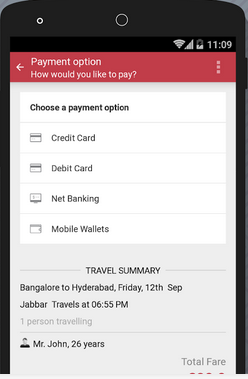 11:09
Payment option
How would you like to pay?
Choose a payment option
Credit Card
Debit Card
Net Banking
Mobile Wallets
TRAVEL SUMMARY
Bangalore to Hyderabad, Friday, 12th Sep
Jabbar Travels at 06:55 PM
1 person travelling
Mr. John, 26 years
Total Fare